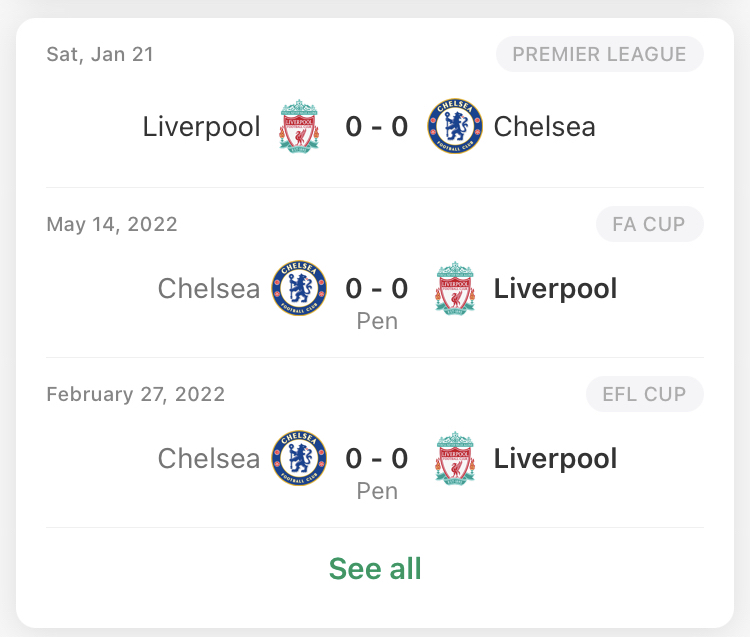 Sat, Jan 21
PREMIER LEAGUE
Liverpool 0 - 0 Chelsea
May 14, 2022
FA CUP
Chelsea 0 - 0 Liverpool
Pen
February 27, 2022
EFL CUP
Chelsea 0 - 0 Liverpool
Pen
See all